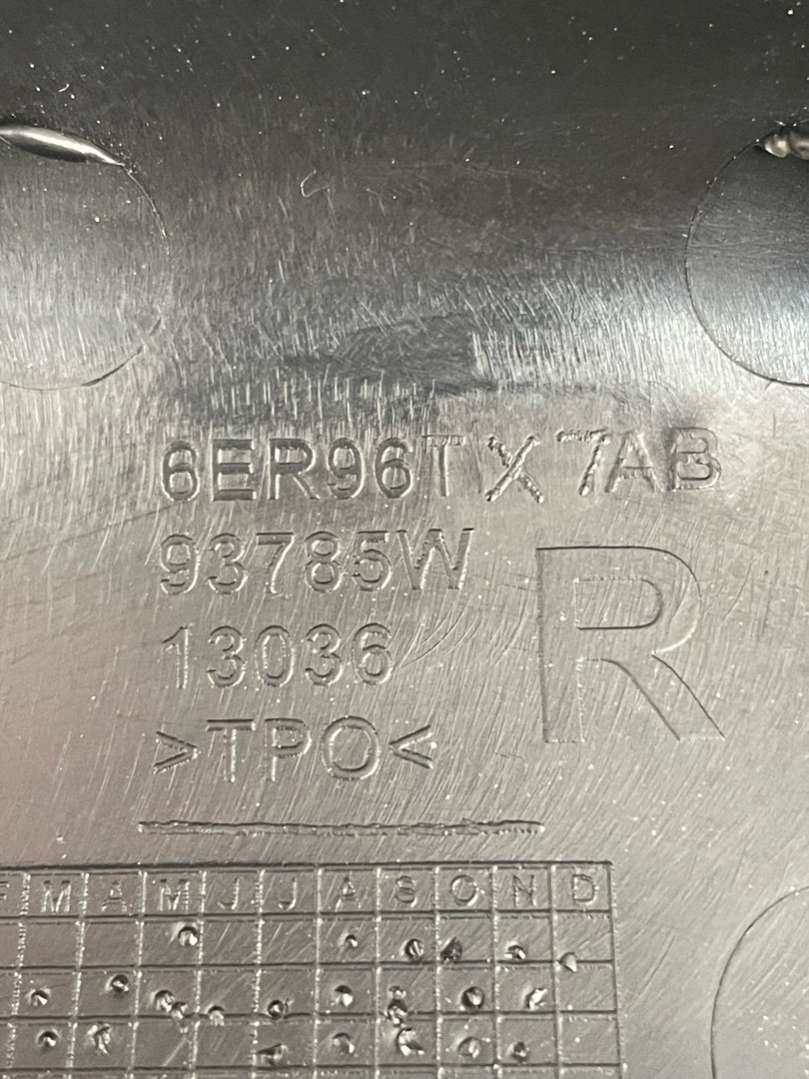 6ER96TX7AB
93785W
13036
>TPO<
R
M A M J J A S O N D